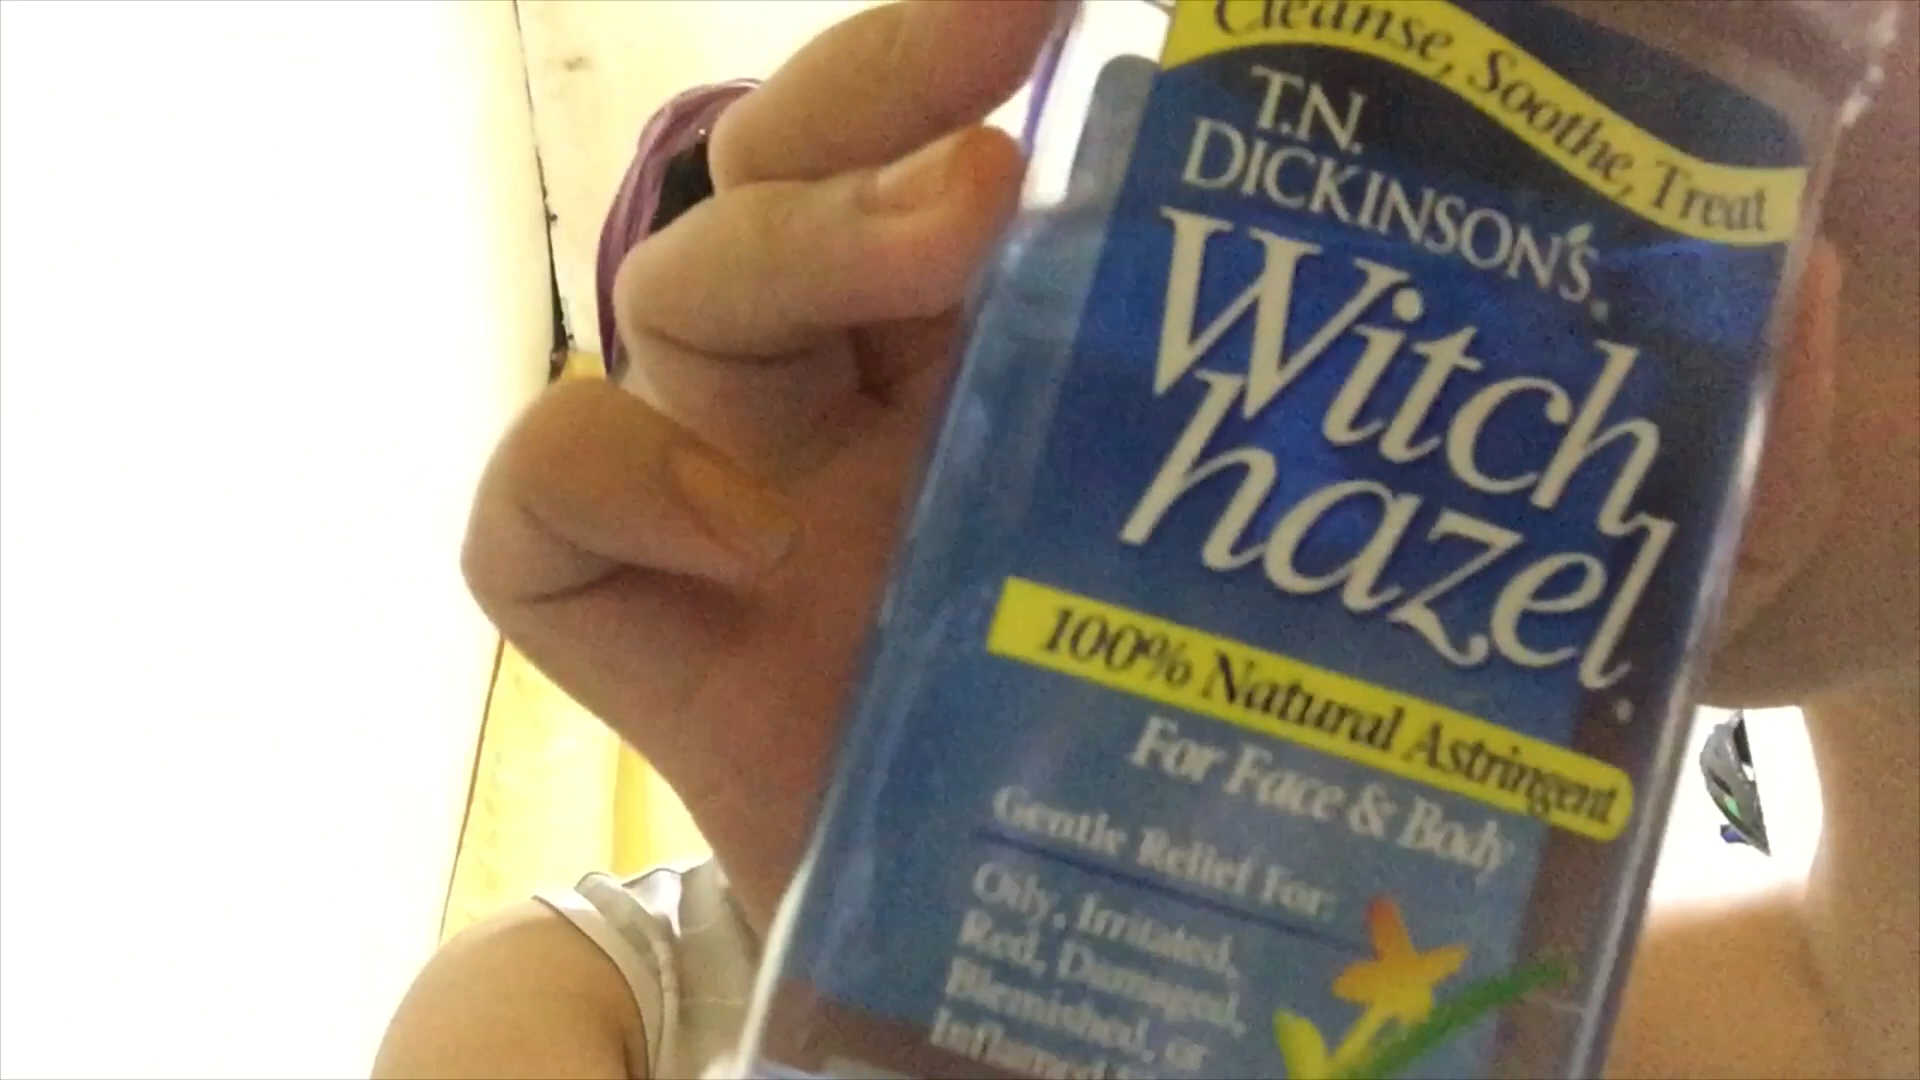 Cleanse, Soothe, Treat
T.N.
DICKINSON'S
Witch
hazel
100% Natural Astringent
For Face & Body
Gentle Relief For:
Oily, Irritated,
Red, Damaged,
Blemished, or
Inflamed